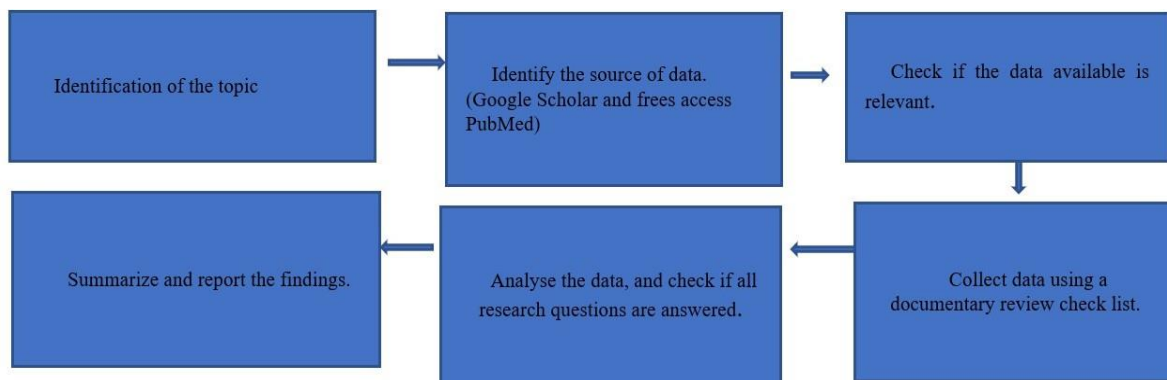 Identification of the topic
Identify the source of data.
(Google Scholar and frees access
PubMed)
Check if the data available is
relevant.
Collect data using a
documentary review check list.
Analyse the data, and check if all
research questions are answered.
Summarize and report the findings.